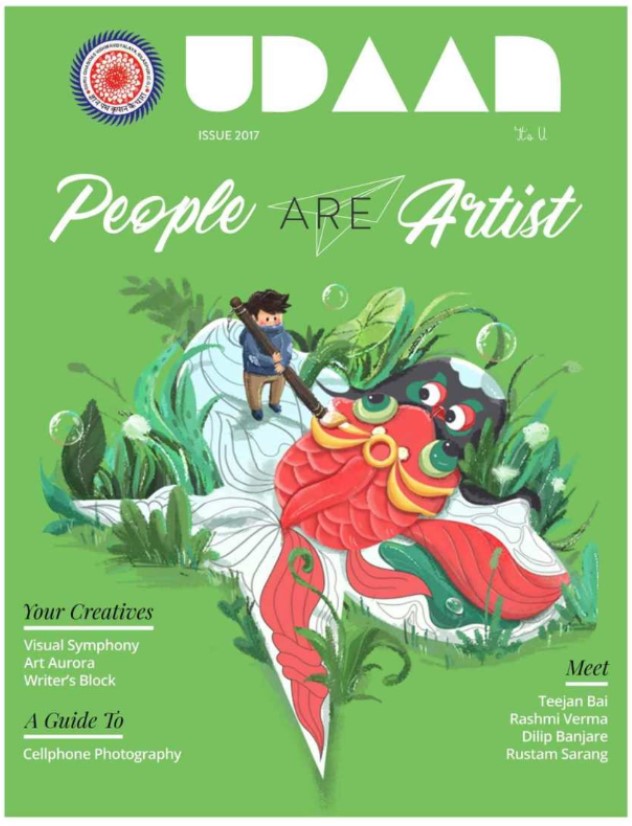 UDAAN
ISSUE 2017
It's U
People ARE Artist
Your Creatives
Visual Symphony
Art Aurora
Writer's Block
A Guide To
Cellphone Photography
Meet
Teejan Bai
Rashmi Verma
Dilip Banjare
Rustam Sarang